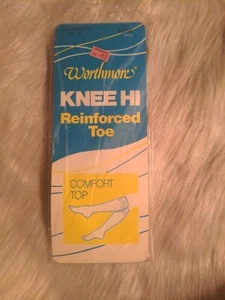 Worthmore
KNEE HI
Reinforced
Toe
COMFORT
TOP